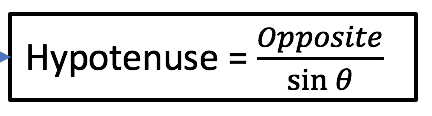 Hypotenuse = Opposite / sin θ